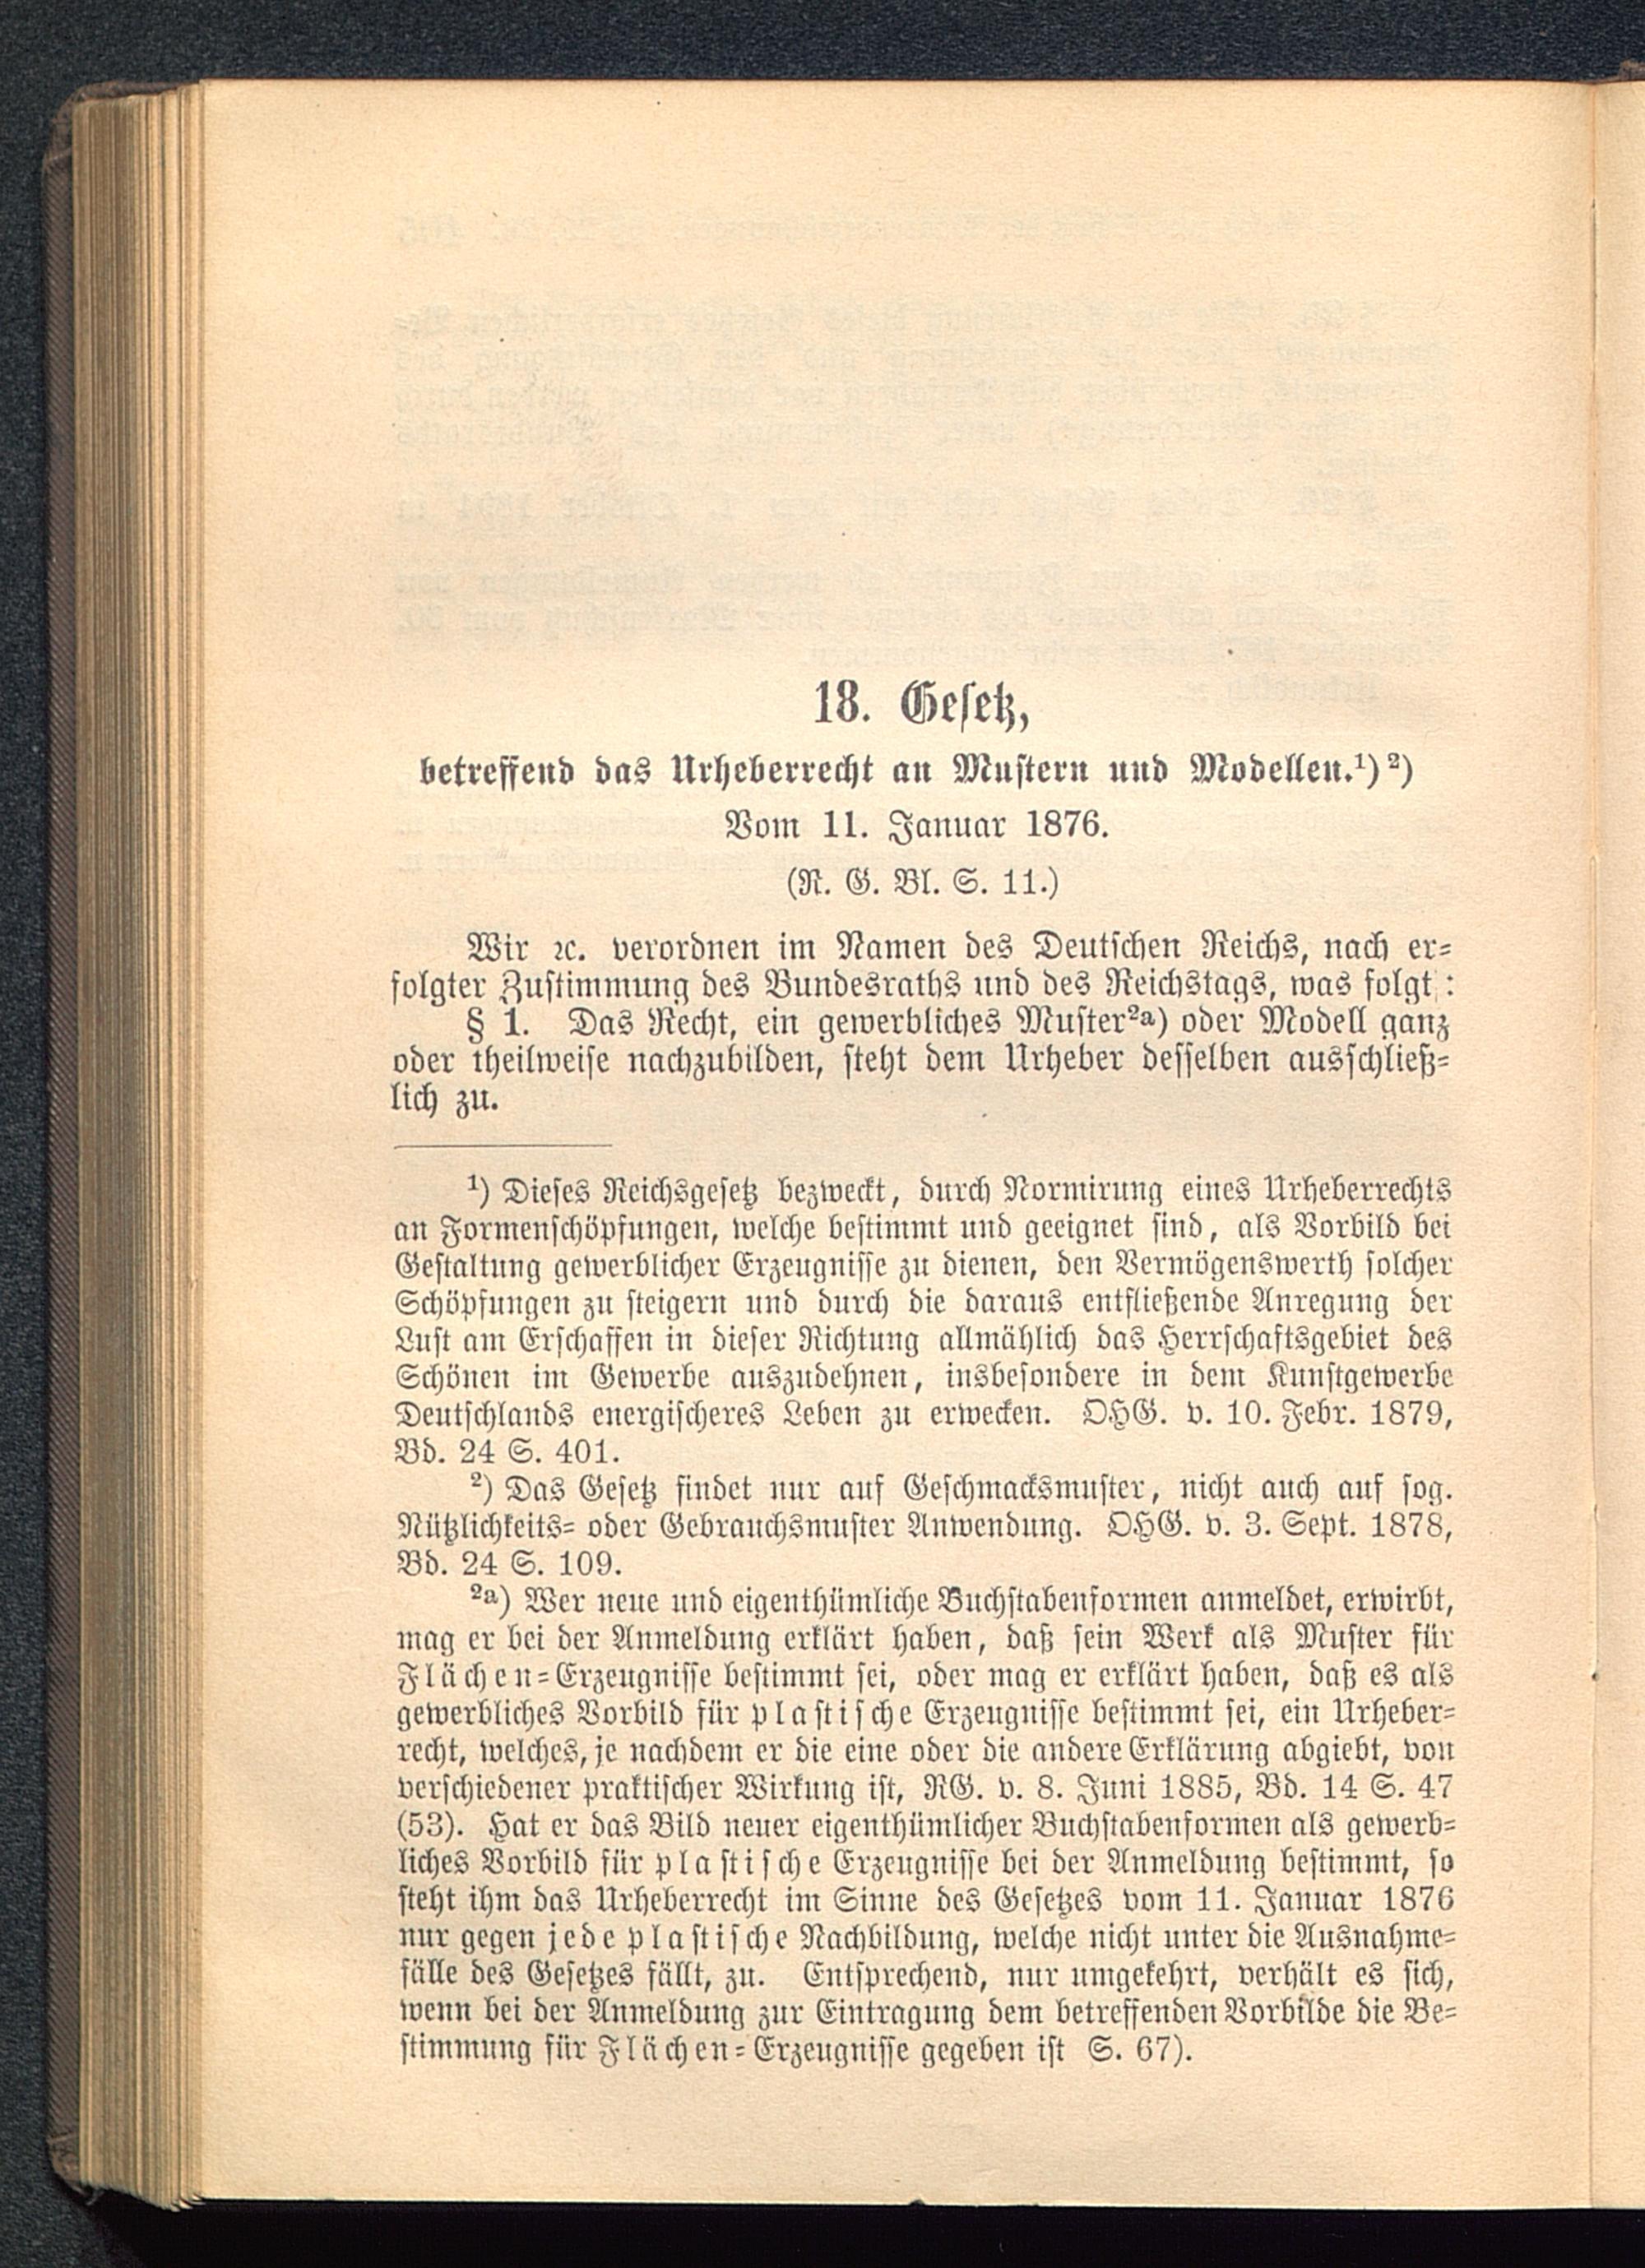 18. Gesetz,
betreffend das Urheberrecht an Mustern und Modellen.¹) ²)
Vom 11. Januar 1876.
(R. G. Bl. S. 11.)
Wir ꝛc. verordnen im Namen des Deutschen Reichs, nach er-
folgter Zustimmung des Bundesraths und des Reichstags, was folgt:
§ 1. Das Recht, ein gewerbliches Muster²ᵃ) oder Modell ganz
oder theilweise nachzubilden, steht dem Urheber desselben ausschließ-
lich zu.
¹) Dieses Reichsgesetz bezweckt, durch Normirung eines Urheberrechts
an Formenschöpfungen, welche bestimmt und geeignet sind, als Vorbild bei
Gestaltung gewerblicher Erzeugnisse zu dienen, den Vermögenswerth solcher
Schöpfungen zu steigern und durch die daraus entfließende Anregung der
Lust am Erschaffen in dieser Richtung allmählich das Herrschaftsgebiet des
Schönen im Gewerbe auszudehnen, insbesondere in dem Kunstgewerbe
Deutschlands energischeres Leben zu erwecken. OHG. v. 10. Febr. 1879,
Bd. 24 S. 401.
²) Das Gesetz findet nur auf Geschmacksmuster, nicht auch auf sog.
Nützlichkeits- oder Gebrauchsmuster Anwendung. OHG. v. 3. Sept. 1878,
Bd. 24 S. 109.
²ᵃ) Wer neue und eigenthümliche Buchstabenformen anmeldet, erwirbt,
mag er bei der Anmeldung erklärt haben, daß sein Werk als Muster für
Flächen-Erzeugnisse bestimmt sei, oder mag er erklärt haben, daß es als
gewerbliches Vorbild für plastische Erzeugnisse bestimmt sei, ein Urheber-
recht, welches, je nachdem er die eine oder die andere Erklärung abgiebt, von
verschiedener praktischer Wirkung ist, RG. v. 8. Juni 1885, Bd. 14 S. 47
(53). Hat er das Bild neuer eigenthümlicher Buchstabenformen als gewerb-
liches Vorbild für plastische Erzeugnisse bei der Anmeldung bestimmt, so
steht ihm das Urheberrecht im Sinne des Gesetzes vom 11. Januar 1876
nur gegen jede plastische Nachbildung, welche nicht unter die Ausnahme-
fälle des Gesetzes fällt, zu. Entsprechend, nur umgekehrt, verhält es sich,
wenn bei der Anmeldung zur Eintragung dem betreffenden Vorbilde die Be-
stimmung für Flächen-Erzeugnisse gegeben ist S. 67).